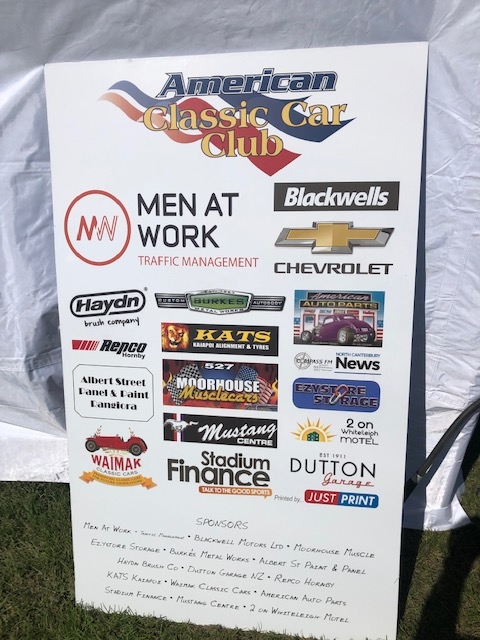 American
Classic Car
Club
MW
MEN AT
WORK
TRAFFIC MANAGEMENT
Blackwells
CHEVROLET
Haydn
brush company
CUSTOM BURKES AUTOBODY
METAL WORKS
American
AUTO PARTS
Repco
Hornby
KATS
KAIAPOI ALIGNMENT & TYRES
COMPASS FM
NORTH CANTERBURY
News
Albert Street
Panel & Paint
Rangiora
527
MOORHOUSE
Musclecars
EZYSTORE
STORAGE
WAIMAK
CLASSIC CARS
Mustang
CENTRE
2 on
Whiteleigh
MOTEL
Stadium
Finance
TALK TO THE GOOD SPORTS
EST 1911
DUTTON
Garage
Printed by.. JUST PRINT
SPONSORS
MEN AT WORK - TRAFFIC MANAGEMENT • BLACKWELL MOTORS LTD • MOORHOUSE MUSCLE
EZYSTORE STORAGE • BURKE'S METAL WORKS • ALBERT ST PAINT & PANEL
HAYDN BRUSH CO • DUTTON GARAGE NZ • REPCO HORNBY
KATS KAIAPOI • WAIMAK CLASSIC CARS • AMERICAN AUTO PARTS
STADIUM FINANCE • MUSTANG CENTRE • 2 ON WHITELEIGH MOTEL